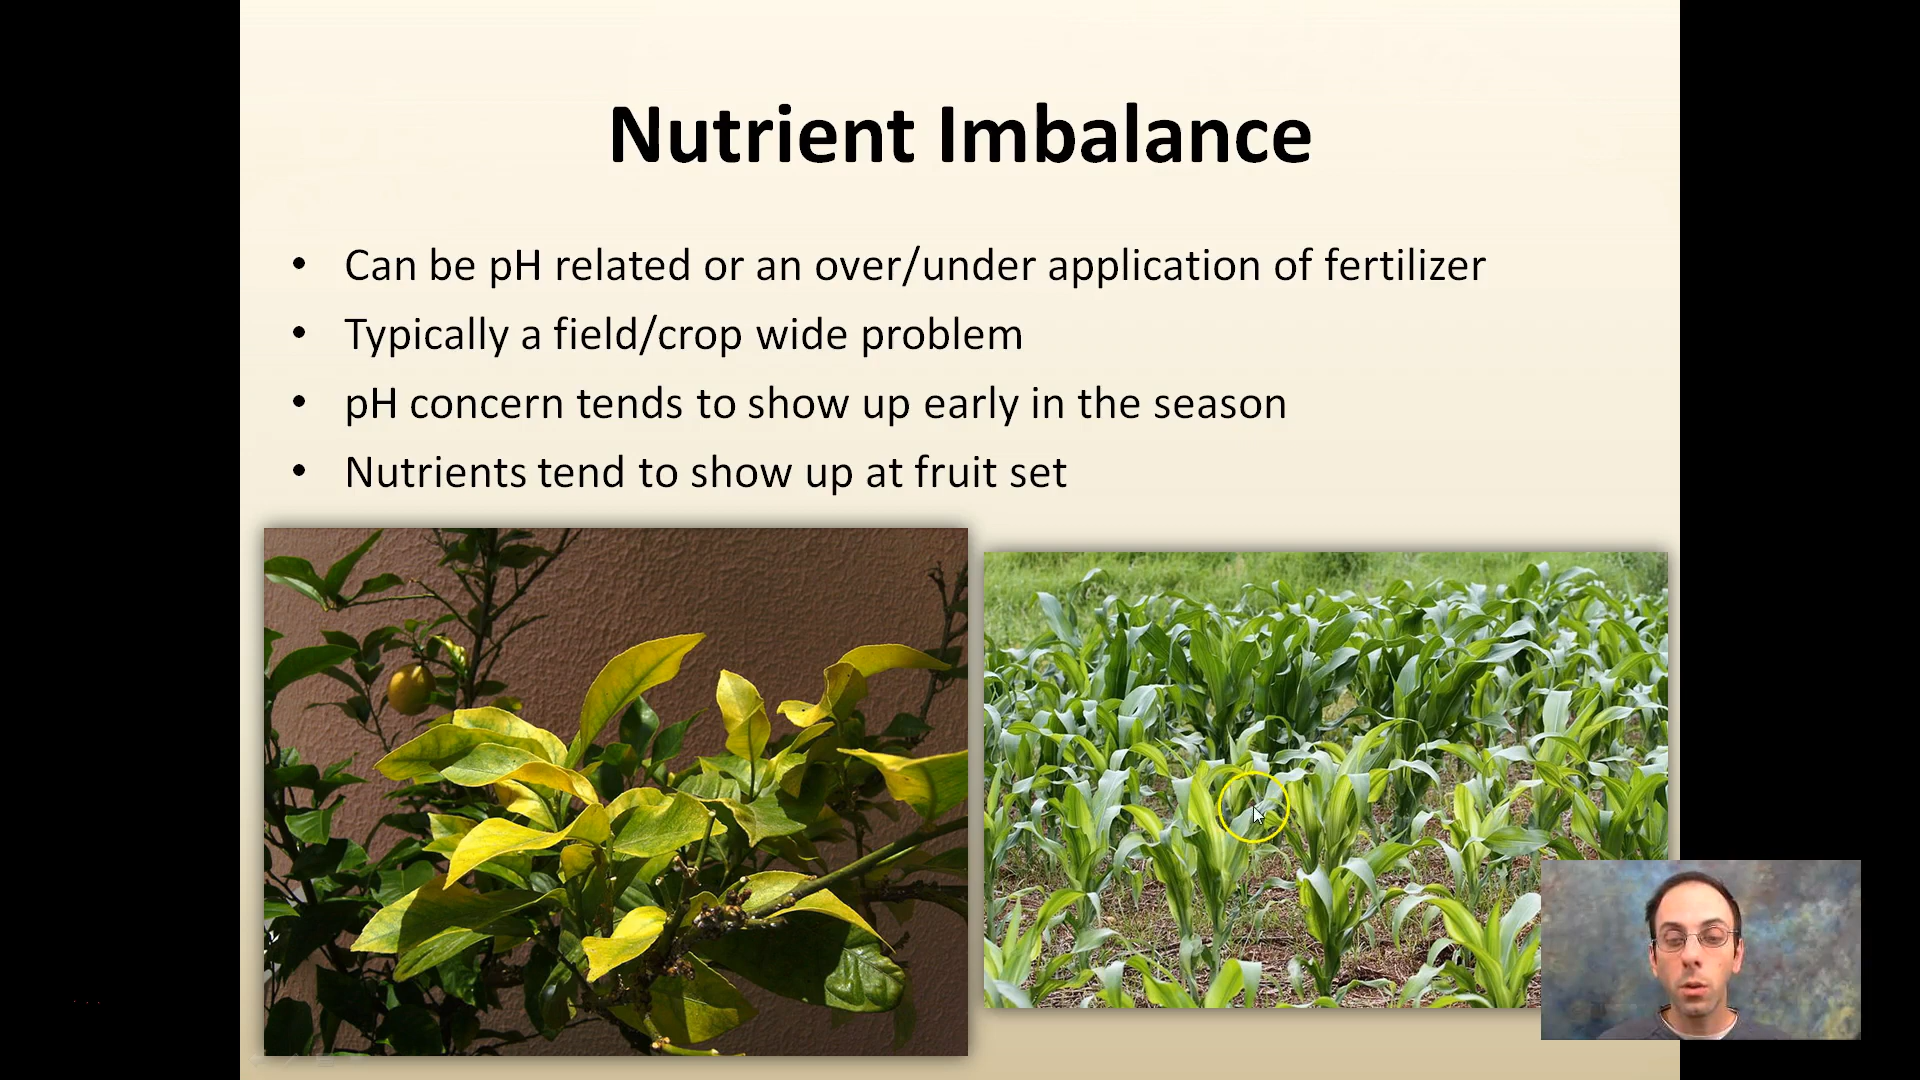 Nutrient Imbalance
• Can be pH related or an over/under application of fertilizer
• Typically a field/crop wide problem
• pH concern tends to show up early in the season
• Nutrients tend to show up at fruit set